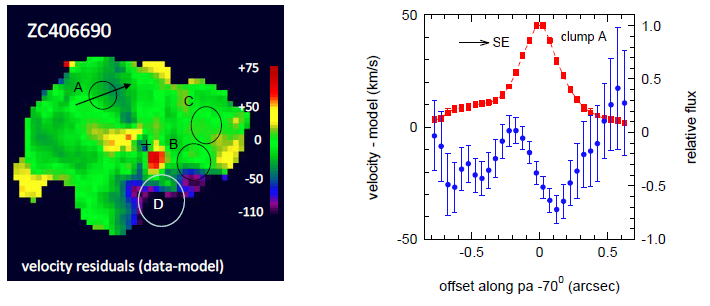 ZC406690
+75
+50
0
-50
-110
A
C
B
+
D
velocity residuals (data-model)
50
0
-50
velocity - model (km/s)
SE
clump A
1.0
0.5
0
-0.5
-1.0
relative flux
-0.5
0
0.5
offset along pa -70⁰ (arcsec)